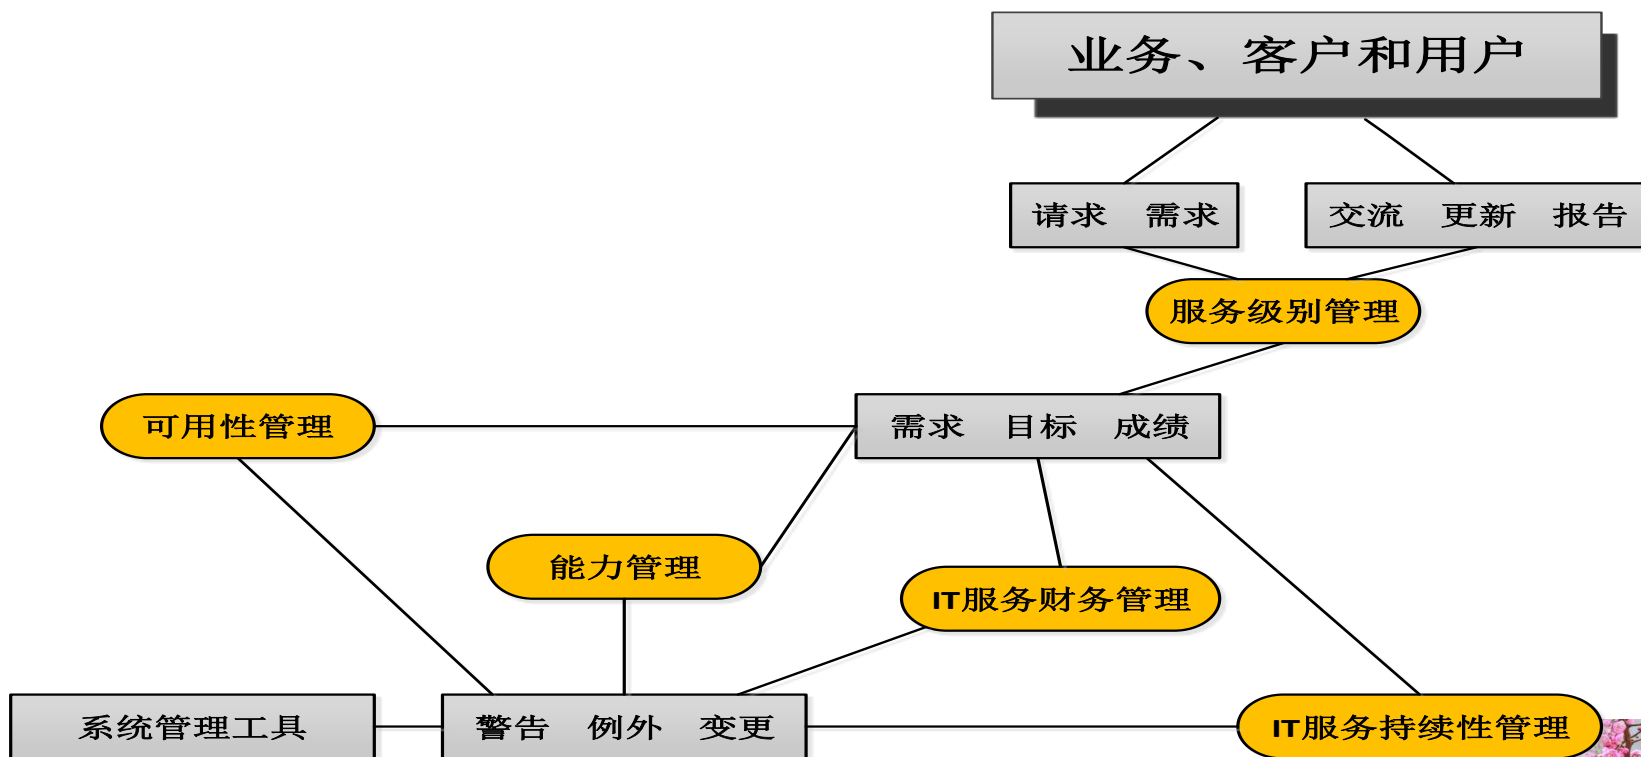 业务、客户和用户
请求 需求
交流 更新 报告
服务级别管理
可用性管理
需求 目标 成绩
能力管理
IT服务财务管理
系统管理工具
警告 例外 变更
IT服务持续性管理